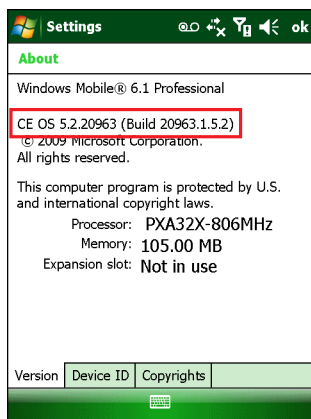 Settings
ok
About
Windows Mobile® 6.1 Professional
CE OS 5.2.20963 (Build 20963.1.5.2)
© 2009 Microsoft Corporation.
All rights reserved.
This computer program is protected by U.S.
and international copyright laws.
Processor: PXA32X-806MHz
Memory: 105.00 MB
Expansion slot: Not in use
Version Device ID Copyrights